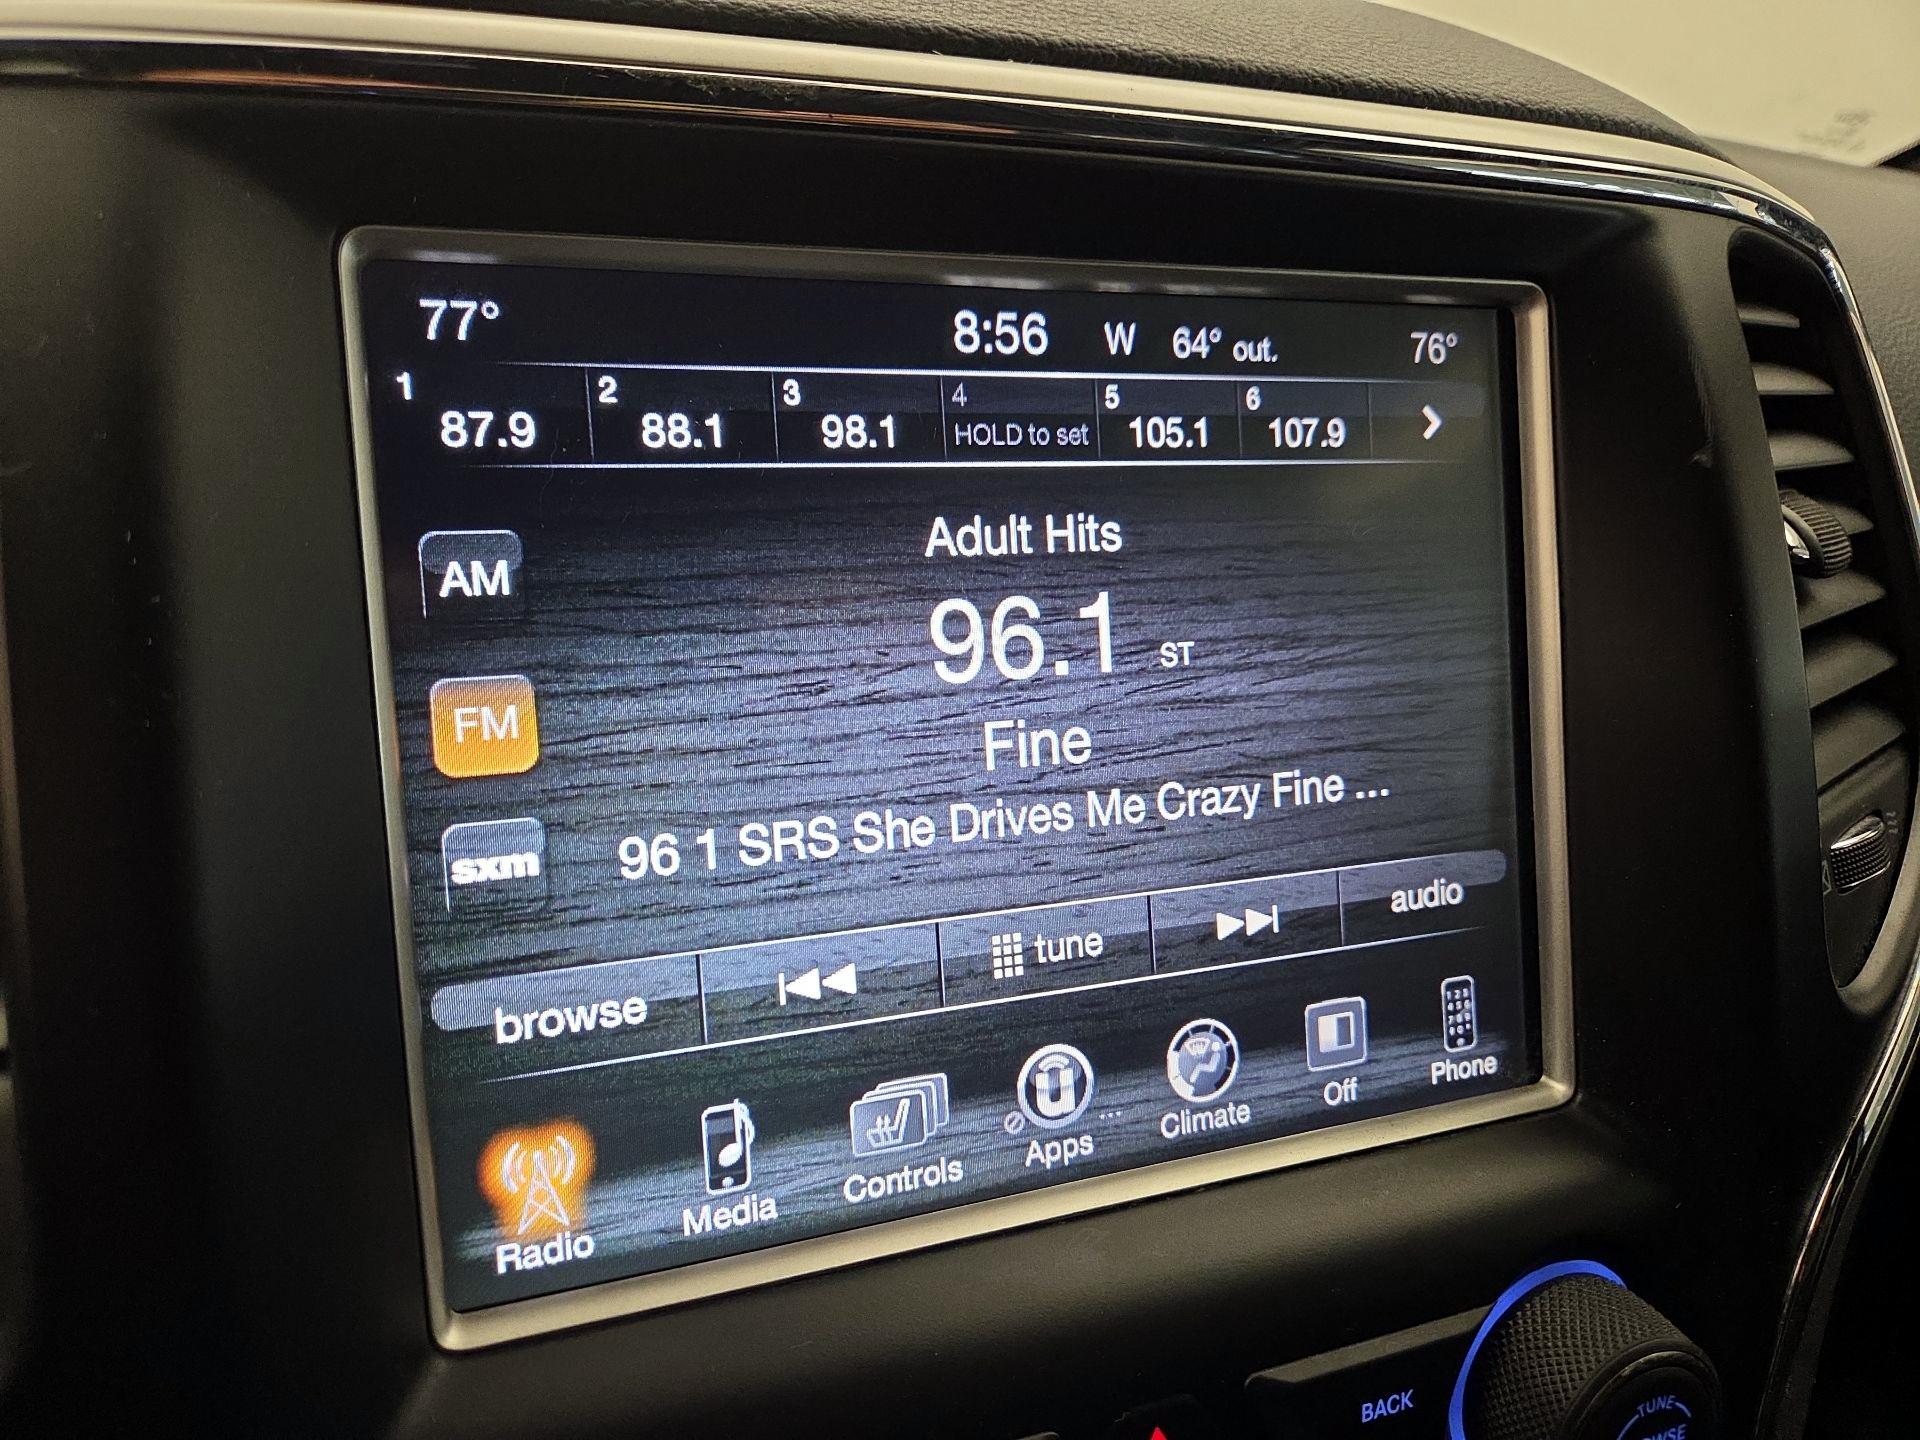 77° 8:56 W 64° out. 76°
1 2 3 4 5 6
87.9 88.1 98.1 HOLD to set 105.1 107.9
Adult Hits
AM
96.1 ST
FM
Fine
96 1 SRS She Drives Me Crazy Fine ...
sxm
browse tune audio
Radio Media Controls Apps ... Climate Off Phone
BACK
TUNE